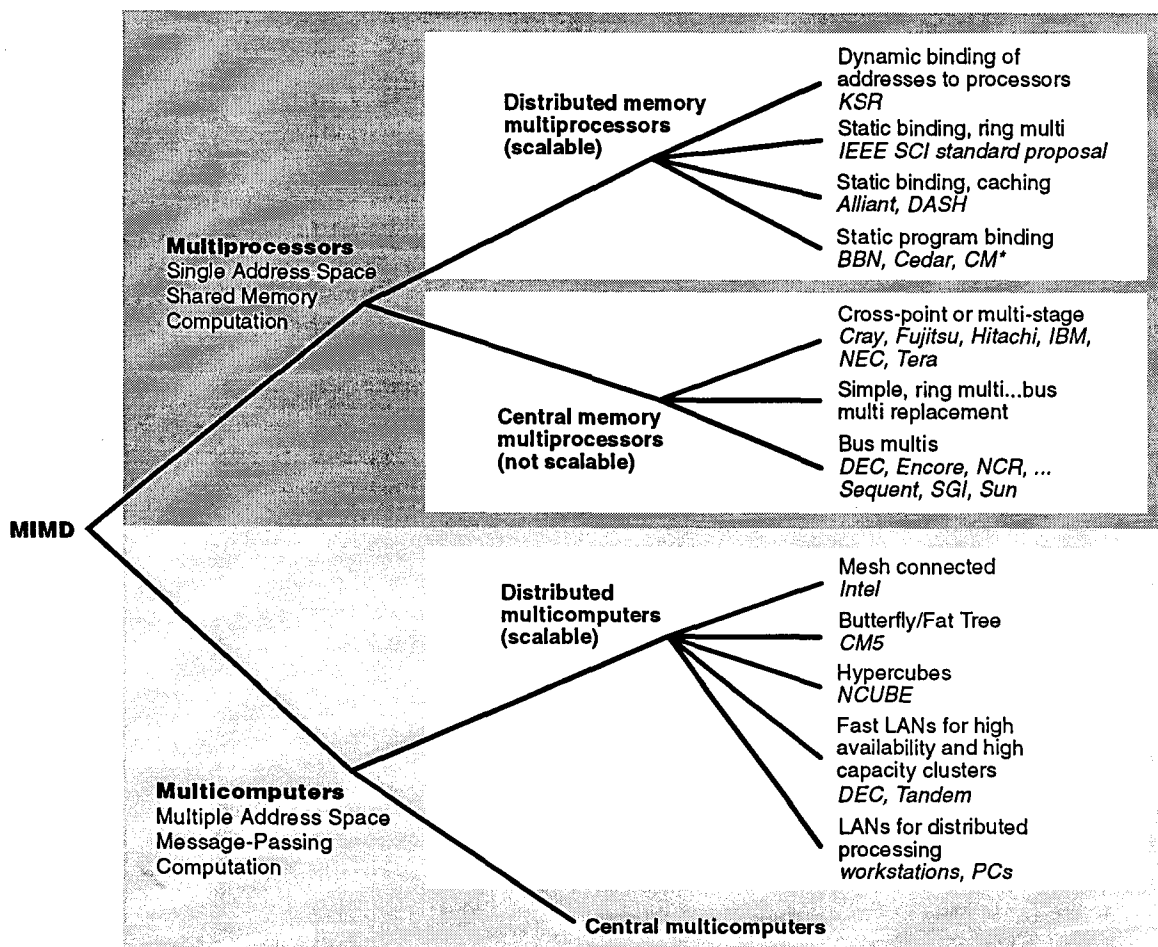 Dynamic binding of
addresses to processors
KSR
Distributed memory
multiprocessors
(scalable)
Static binding, ring multi
IEEE SCI standard proposal
Static binding, caching
Alliant, DASH
Static program binding
BBN, Cedar, CM*
Multiprocessors
Single Address Space
Shared Memory
Computation
Cross-point or multi-stage
Cray, Fujitsu, Hitachi, IBM,
NEC, Tera
Simple, ring multi...bus
multi replacement
Central memory
multiprocessors
(not scalable)
Bus multis
DEC, Encore, NCR, ...
Sequent, SGI, Sun
MIMD
Distributed
multicomputers
(scalable)
Mesh connected
Intel
Butterfly/Fat Tree
CM5
Hypercubes
NCUBE
Fast LANs for high
availability and high
capacity clusters
DEC, Tandem
Multicomputers
Multiple Address Space
Message-Passing
Computation
LANs for distributed
processing
workstations, PCs
Central multicomputers